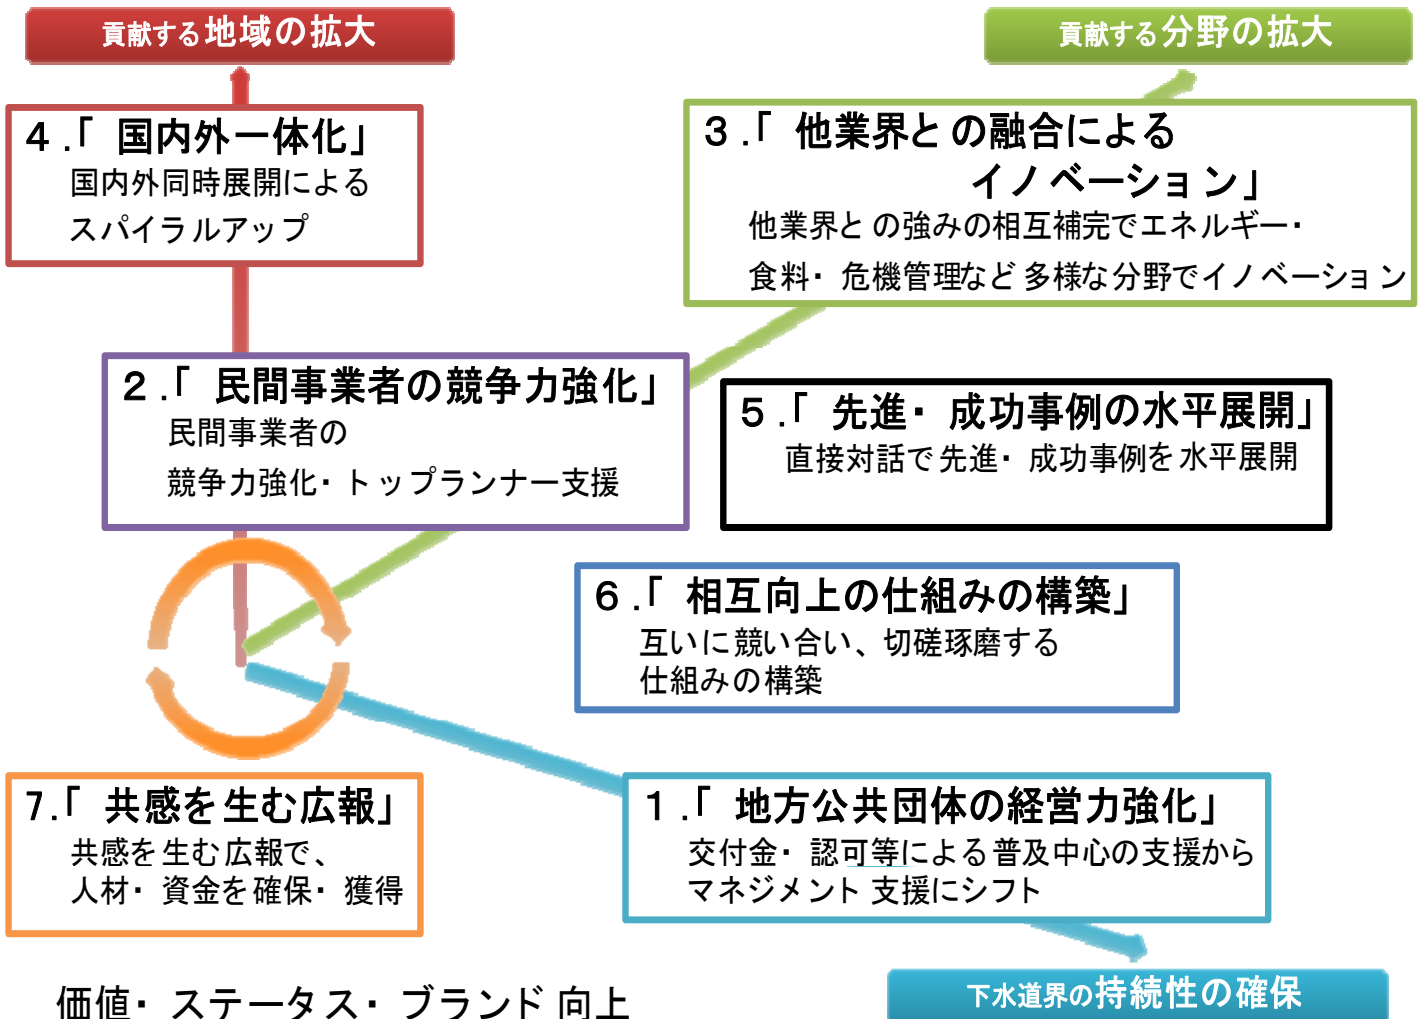 貢献する地域の拡大
貢献する分野の拡大
4.「国内外一体化」
国内外同時展開による
スパイラルアップ
3.「他業界との融合による
イノベーション」
他業界との強みの相互補完でエネルギー・
食料・危機管理など多様な分野でイノベーション
2.「民間事業者の競争力強化」
民間事業者の
競争力強化・トップランナー支援
5.「先進・成功事例の水平展開」
直接対話で先進・成功事例を水平展開
6.「相互向上の仕組みの構築」
互いに競い合い、切磋琢磨する
仕組みの構築
7.「共感を生む広報」
共感を生む広報で、
人材・資金を確保・獲得
1.「地方公共団体の経営力強化」
交付金・認可等による普及中心の支援から
マネジメント支援にシフト
価値・ステータス・ブランド向上
下水道界の持続性の確保